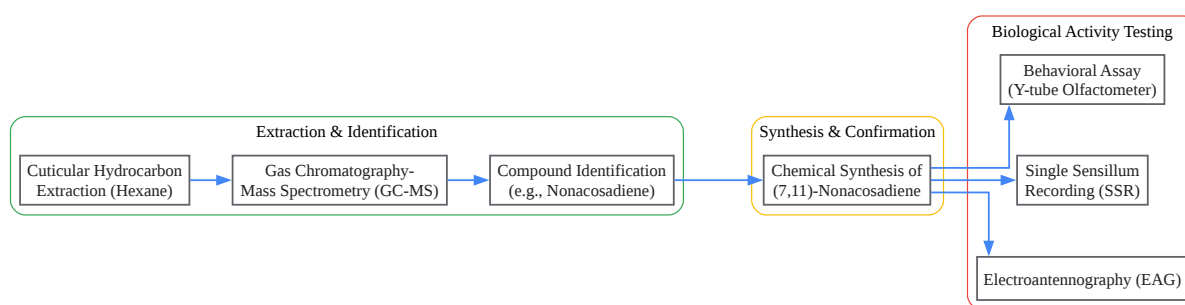 Extraction & Identification
Cuticular Hydrocarbon
Extraction (Hexane)
Gas Chromatography-
Mass Spectrometry (GC-MS)
Compound Identification
(e.g., Nonacosadiene)
Synthesis & Confirmation
Chemical Synthesis of
(7,11)-Nonacosadiene
Biological Activity Testing
Behavioral Assay
(Y-tube Olfactometer)
Single Sensillum
Recording (SSR)
Electroantennography (EAG)